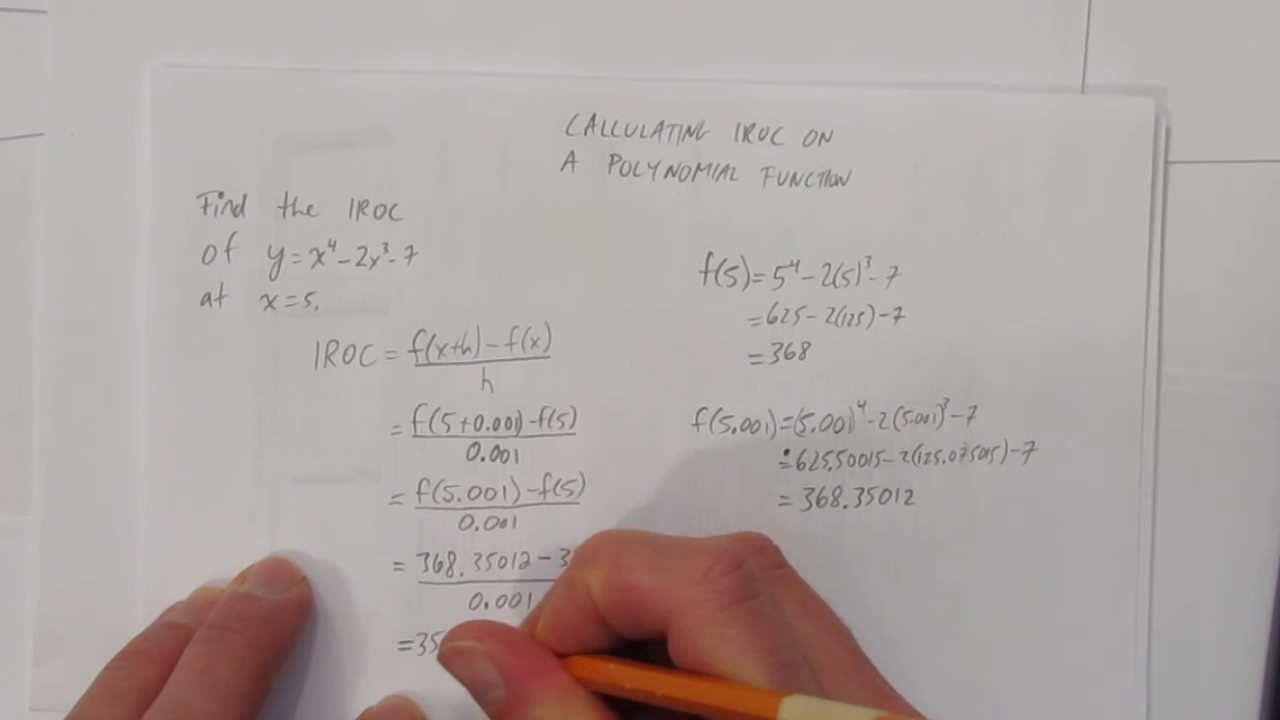 CALCULATING IROC ON
A POLYNOMIAL FUNCTION
Find the IROC
of y=x⁴-2x³-7
at x=5.
IROC = f(x+h)-f(x)
h
= f(5+0.001)-f(5)
0.001
= f(5.001)-f(5)
0.001
= 368.35012-3
0.001
=35
f(5)=5⁴-2(5)³-7
=625-2(125)-7
=368
f(5.001)=(5.001)⁴-2(5.001)³-7
≐625.50015-2(125.075015)-7
=368.35012